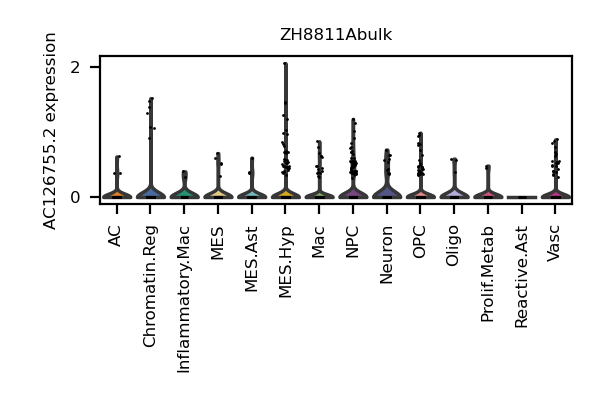 ZH8811Abulk
AC126755.2 expression
2
0
AC
Chromatin.Reg
Inflammatory.Mac
MES
MES.Ast
MES.Hyp
Mac
NPC
Neuron
OPC
Oligo
Prolif.Metab
Reactive.Ast
Vasc